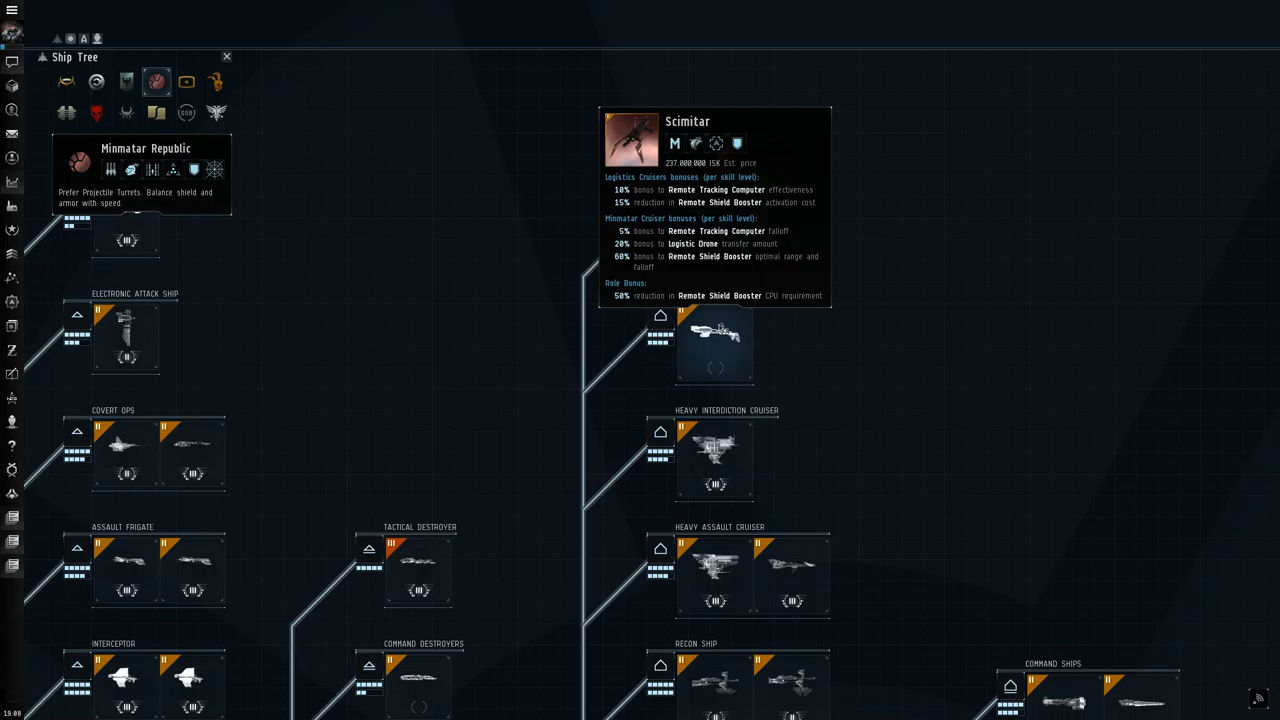 Ship Tree
Minmatar Republic
Prefer Projectile Turrets. Balance shield and
armor with speed.
Scimitar
M
237.000.000 ISK Est. price
Logistics Cruisers bonuses (per skill level):
10% bonus to Remote Tracking Computer effectiveness
15% reduction in Remote Shield Booster activation cost
Minmatar Cruiser bonuses (per skill level):
5% bonus to Remote Tracking Computer falloff
20% bonus to Logistic Drone transfer amount
60% bonus to Remote Shield Booster optimal range and
falloff
Role Bonus:
50% reduction in Remote Shield Booster CPU requirement
ELECTRONIC ATTACK SHIP
COVERT OPS
HEAVY INTERDICTION CRUISER
ASSAULT FRIGATE
TACTICAL DESTROYER
HEAVY ASSAULT CRUISER
INTERCEPTOR
COMMAND DESTROYERS
RECON SHIP
COMMAND SHIPS
19:08